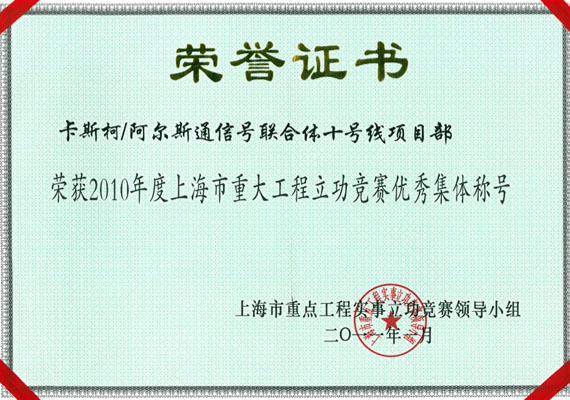 荣誉证书
卡斯柯/阿尔斯通信号联合体十号线项目部
荣获2010年度上海市重大工程立功竞赛优秀集体称号
上海市重点工程实事立功竞赛领导小组
二〇一一年一月